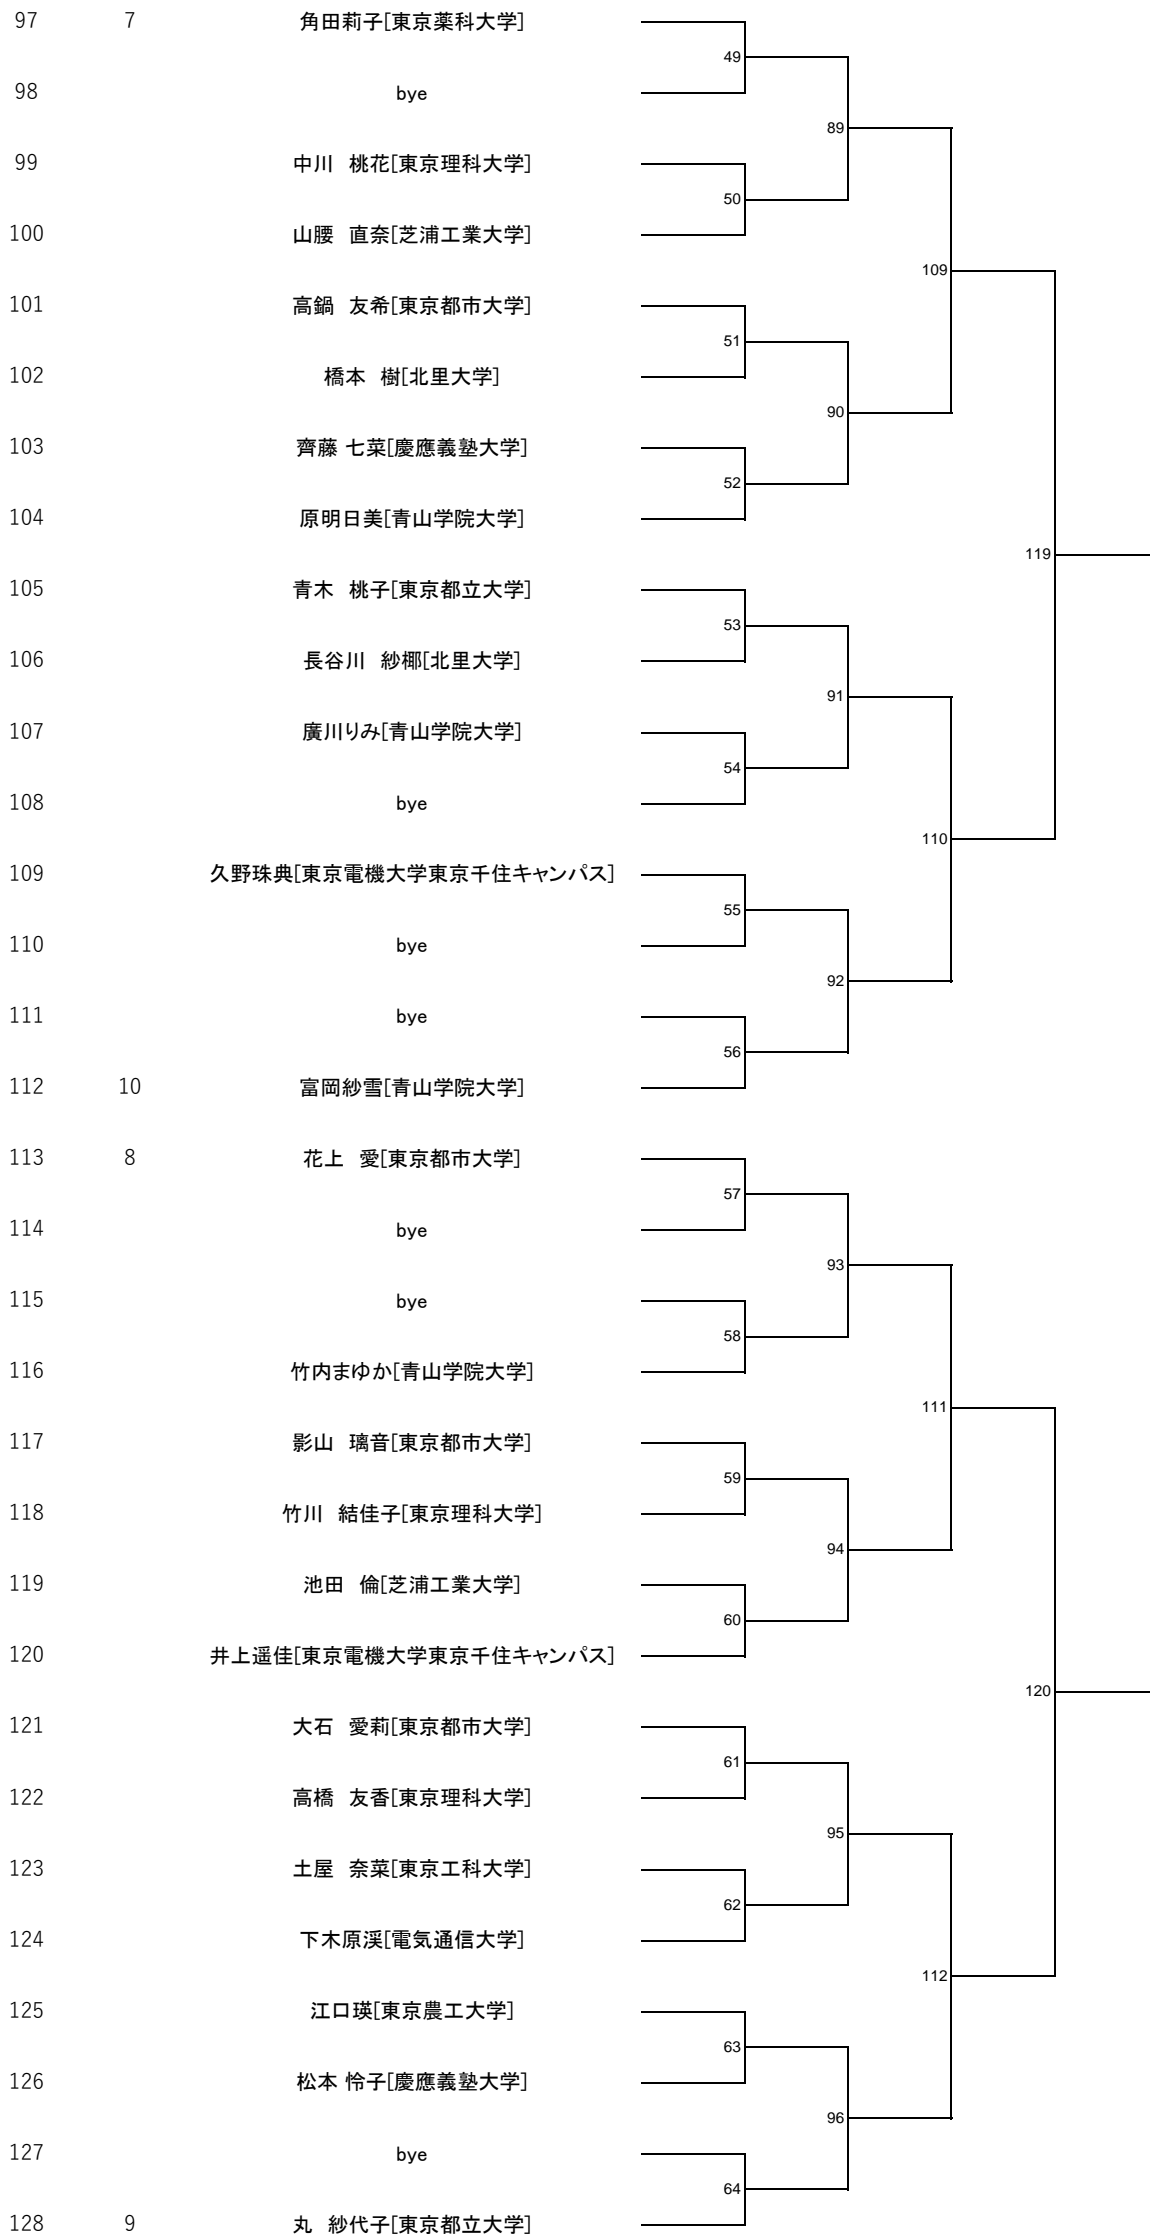 97 7 角田莉子[東京薬科大学]
49
98 bye
89
99 中川　桃花[東京理科大学]
50
100 山腰　直奈[芝浦工業大学]
109
101 高鍋　友希[東京都市大学]
51
102 橋本　樹[北里大学]
90
103 齊藤 七菜[慶應義塾大学]
52
104 原明日美[青山学院大学]
119
105 青木　桃子[東京都立大学]
53
106 長谷川　紗椰[北里大学]
91
107 廣川りみ[青山学院大学]
54
108 bye
110
109 久野珠典[東京電機大学東京千住キャンパス]
55
110 bye
92
111 bye
56
112 10 富岡紗雪[青山学院大学]
113 8 花上　愛[東京都市大学]
57
114 bye
93
115 bye
58
116 竹内まゆか[青山学院大学]
111
117 影山　璃音[東京都市大学]
59
118 竹川　結佳子[東京理科大学]
94
119 池田　倫[芝浦工業大学]
60
120 井上遥佳[東京電機大学東京千住キャンパス]
120
121 大石　愛莉[東京都市大学]
61
122 高橋　友香[東京理科大学]
95
123 土屋　奈菜[東京工科大学]
62
124 下木原渓[電気通信大学]
112
125 江口瑛[東京農工大学]
63
126 松本 怜子[慶應義塾大学]
96
127 bye
64
128 9 丸　紗代子[東京都立大学]